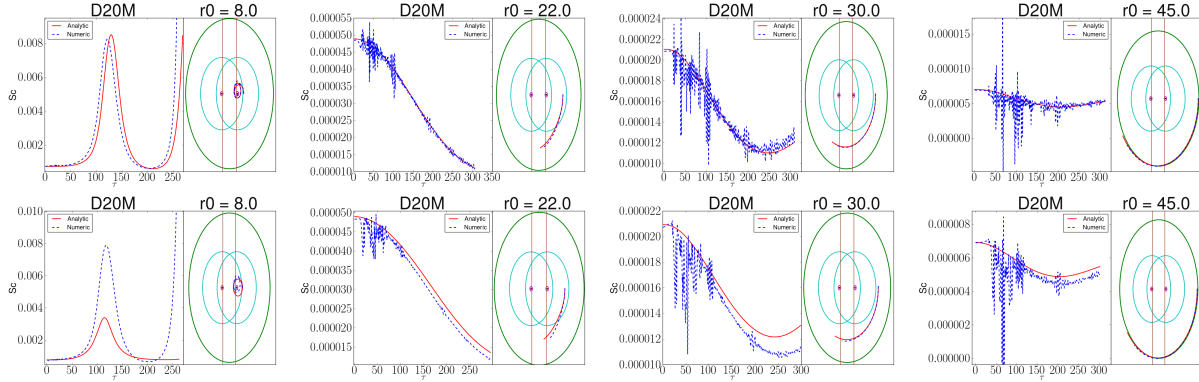 D20M r0 = 8.0 D20M r0 = 22.0 D20M r0 = 30.0 D20M r0 = 45.0
Analytic
Numeric
Sc
0.008
0.006
0.004
0.002
0 50 100 150 200 250
τ
Analytic
Numeric
Sc
0.000055
0.000050
0.000045
0.000040
0.000035
0.000030
0.000025
0.000020
0.000015
0.000010
0 50 100 150 200 250 300 350
τ
Analytic
Numeric
Sc
0.000024
0.000022
0.000020
0.000018
0.000016
0.000014
0.000012
0 50 100 150 200 250 300
τ
Analytic
Numeric
Sc
0.000015
0.000010
0.000005
0.000000
0 50 100 150 200 250 300
τ
D20M r0 = 8.0 D20M r0 = 22.0 D20M r0 = 30.0 D20M r0 = 45.0
Analytic
Numeric
Sc
0.010
0.008
0.006
0.004
0.002
0 50 100 150 200 250
τ
Analytic
Numeric
Sc
0.000050
0.000045
0.000040
0.000035
0.000030
0.000025
0.000020
0.000015
0 50 100 150 200 250
τ
Analytic
Numeric
Sc
0.000022
0.000020
0.000018
0.000016
0.000014
0.000012
0.000010
0 50 100 150 200 250 300
τ
Analytic
Numeric
Sc
0.000008
0.000006
0.000004
0.000002
0.000000
0 50 100 150 200 250 300
τ